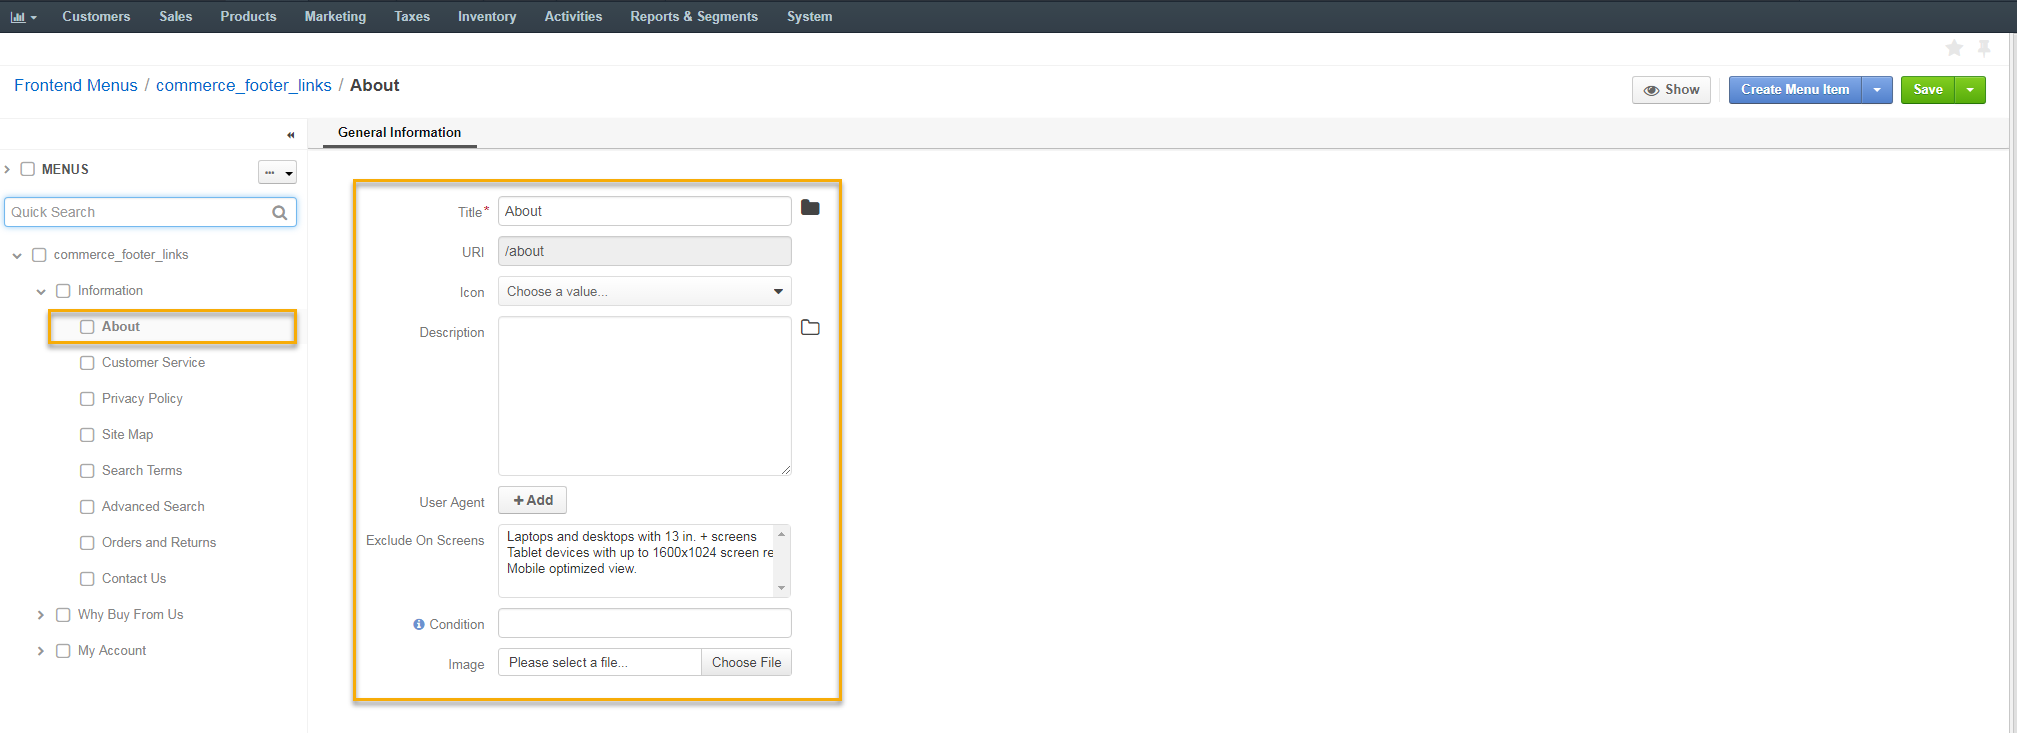 Customers Sales Products Marketing Taxes Inventory Activities Reports & Segments System
Frontend Menus / commerce_footer_links / About
Show
Create Menu Item
Save
General Information
MENUS
...
Quick Search
commerce_footer_links
Information
About
Customer Service
Privacy Policy
Site Map
Search Terms
Advanced Search
Orders and Returns
Contact Us
Why Buy From Us
My Account
Title* About
URI /about
Icon Choose a value...
Description
User Agent + Add
Exclude On Screens Laptops and desktops with 13 in. + screens
Tablet devices with up to 1600x1024 screen re
Mobile optimized view.
Condition
Image Please select a file... Choose File